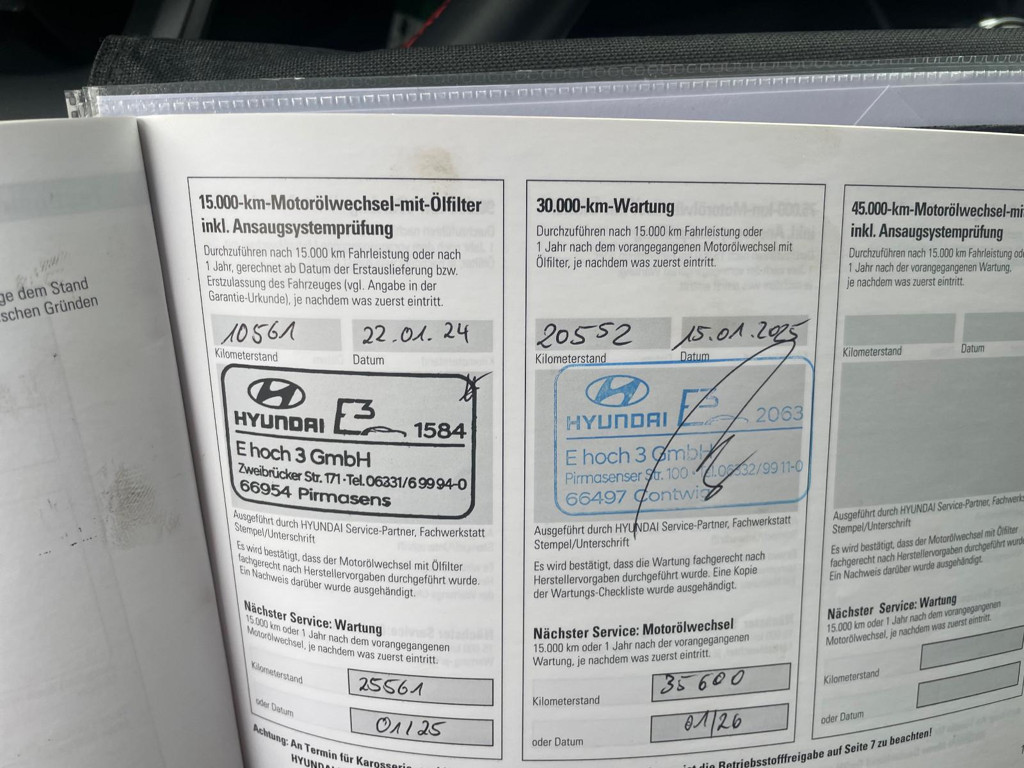 ge dem Stand
schen Gründen
15.000-km-Motorölwechsel-mit-Ölfilter
inkl. Ansaugsystemprüfung
Durchzuführen nach 15.000 km Fahrleistung oder nach
1 Jahr, gerechnet ab Datum der Erstauslieferung bzw.
Erstzulassung des Fahrzeuges (vgl. Angabe in der
Garantie-Urkunde), je nachdem was zuerst eintritt.
10561 22.01.24
Kilometerstand Datum
HYUNDAI E3 1584
E hoch 3 GmbH
Zweibrücker Str. 171 · Tel. 06331/6 99 94-0
66954 Pirmasens
Ausgeführt durch HYUNDAI Service-Partner, Fachwerkstatt
Stempel/Unterschrift
Es wird bestätigt, dass der Motorölwechsel mit Ölfilter
fachgerecht nach Herstellervorgaben durchgeführt wurde.
Ein Nachweis darüber wurde ausgehändigt.
Nächster Service: Wartung
15.000 km oder 1 Jahr nach dem vorangegangenen
Motorölwechsel, je nachdem was zuerst eintritt.
Kilometerstand 25561
oder Datum 01/25
Achtung: An Termin für Karosserie
HYUNDAI
30.000-km-Wartung
Durchzuführen nach 15.000 km Fahrleistung oder
1 Jahr nach dem vorangegangenen Motorölwechsel mit
Ölfilter, je nachdem was zuerst eintritt.
20552 15.01.2025
Kilometerstand Datum
HYUNDAI E3 2063
E hoch 3 GmbH
Pirmasenser Str. 100 · Tel. 06332/99 11-0
66497 Contwig
Ausgeführt durch HYUNDAI Service-Partner, Fachwerkstatt
Stempel/Unterschrift
Es wird bestätigt, dass die Wartung fachgerecht nach
Herstellervorgaben durchgeführt wurde. Eine Kopie
der Wartungs-Checkliste wurde ausgehändigt.
Nächster Service: Motorölwechsel
15.000 km oder 1 Jahr nach der vorangegangenen
Wartung, je nachdem was zuerst eintritt.
Kilometerstand 35600
oder Datum 01/26
ist die Betriebsstofffreigabe auf Seite 7 zu beachten!
45.000-km-Motorölwechsel-mi
inkl. Ansaugsystemprüfung
Durchzuführen nach 15.000 km Fahrleistung od
1 Jahr nach der vorangegangenen Wartung,
je nachdem was zuerst eintritt.
Kilometerstand Datum
Ausgeführt durch HYUNDAI Service-Partner, Fachwerks
Stempel/Unterschrift
Es wird bestätigt, dass der Motorölwechsel mit Ölfilter
fachgerecht nach Herstellervorgaben durchgeführt wurd
Ein Nachweis darüber wurde ausgehändigt.
Nächster Service: Wartung
15.000 km oder 1 Jahr nach dem vorangegangenen
Motorölwechsel, je nachdem was zuerst eintritt.
Kilometerstand
oder Datum